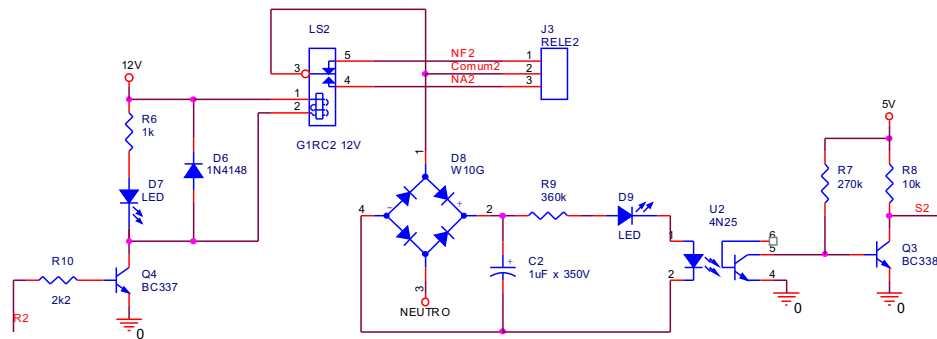 LS2
J3
RELE2
NF2
Comum2
NA2
5
4
3
1
2
1
2
3
12V
R6
1k
D6
1N4148
G1RC2 12V
D7
LED
R10
2k2
Q4
BC337
R2
0
1
D8
W10G
4
-
+
2
3
NEUTRO
R9
360k
D9
LED
C2
+
1uF x 350V
U2
4N25
1
2
6
5
4
0
5V
R7
270k
R8
10k
S2
Q3
BC338
0